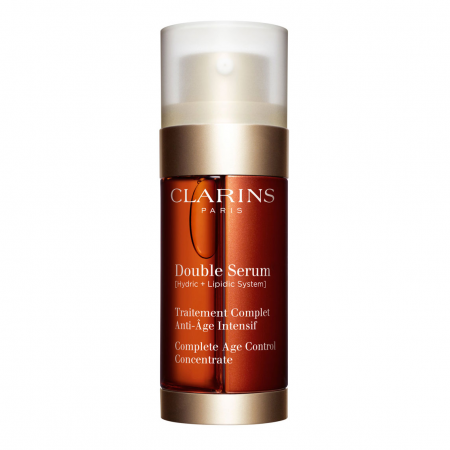 CLARINS
PARIS
Double Serum
[Hydric + Lipidic System]
Traitement Complet
Anti-Âge Intensif
Complete Age Control
Concentrate